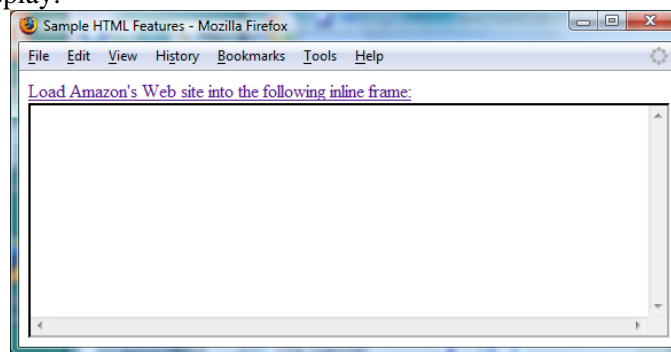 play.
Sample HTML Features - Mozilla Firefox
File Edit View History Bookmarks Tools Help
Load Amazon's Web site into the following inline frame: